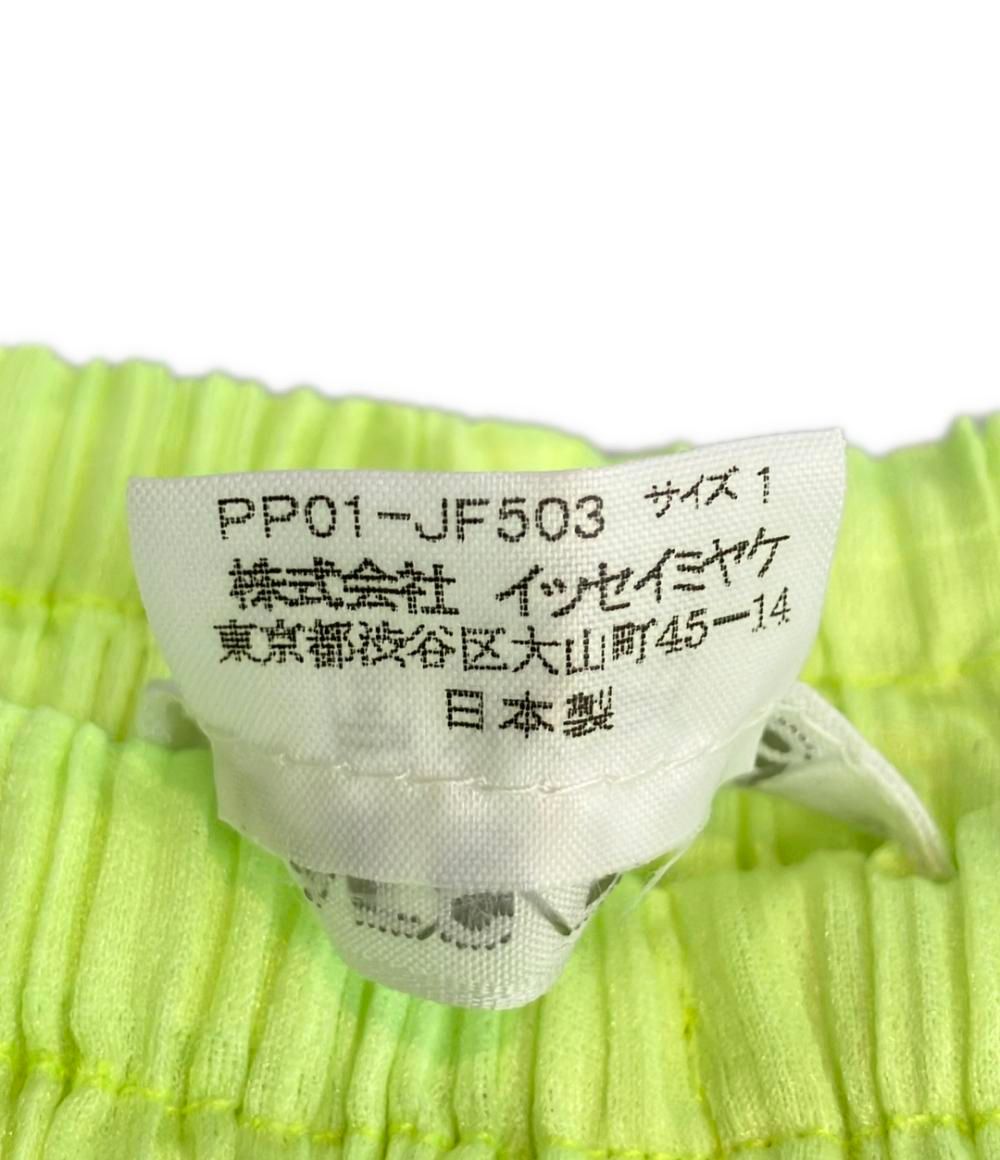 PP01-JF503 サイズ 1
株式会社 イッセイミヤケ
東京都渋谷区大山町45-14
日本製